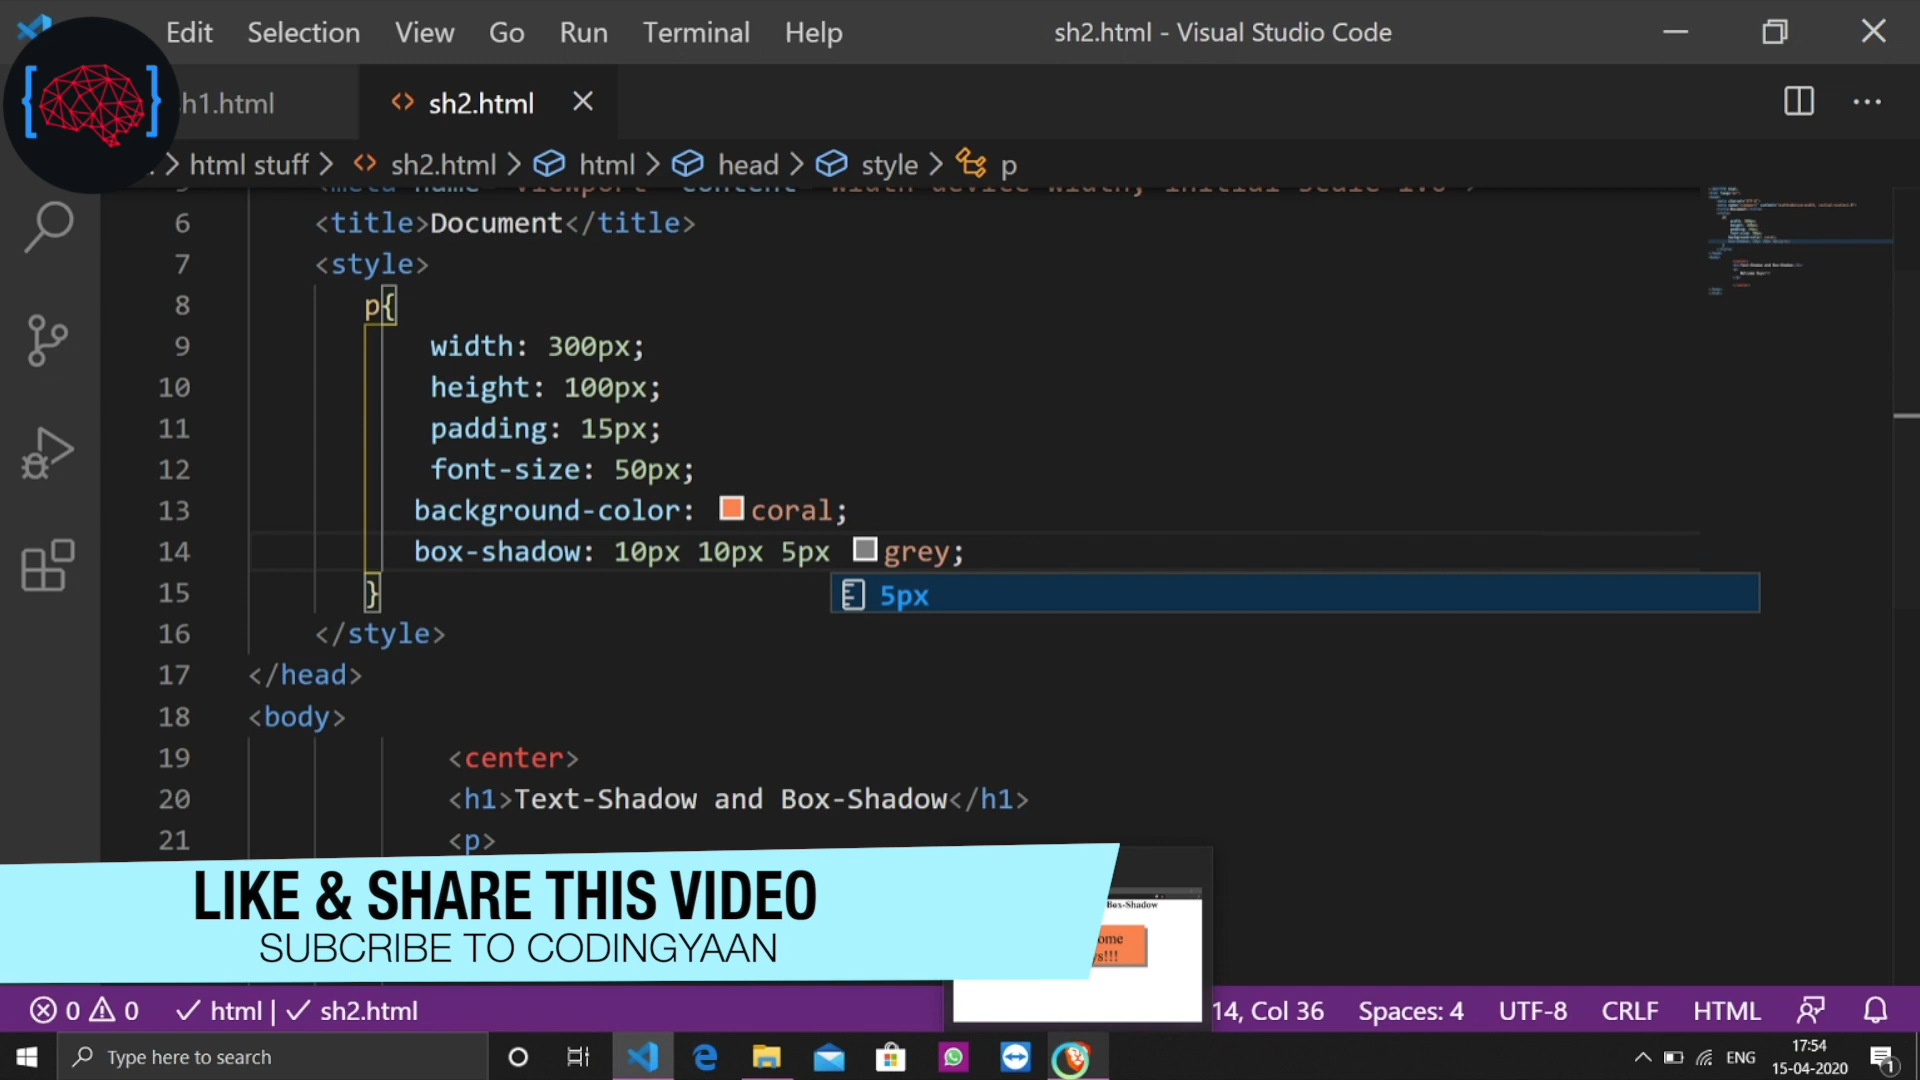 Edit Selection View Go Run Terminal Help sh2.html - Visual Studio Code
h1.html sh2.html
html stuff > sh2.html > html > head > style > p
6 <title>Document</title>
7 <style>
8 p{
9 width: 300px;
10 height: 100px;
11 padding: 15px;
12 font-size: 50px;
13 background-color: coral;
14 box-shadow: 10px 10px 5px grey;
5px
15 }
16 </style>
17 </head>
18 <body>
19 <center>
20 <h1>Text-Shadow and Box-Shadow</h1>
21 <p>
LIKE & SHARE THIS VIDEO
SUBCRIBE TO CODINGYAAN
Box-Shadow
ome
ys!!!
0 0 html | sh2.html 14, Col 36 Spaces: 4 UTF-8 CRLF HTML
Type here to search ENG 17:54
15-04-2020
1